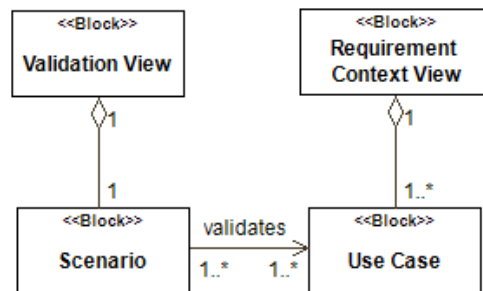 <<Block>>
Validation View
<<Block>>
Requirement
Context View
1
1
1
1..*
<<Block>>
Scenario
validates
1..*
1..*
<<Block>>
Use Case